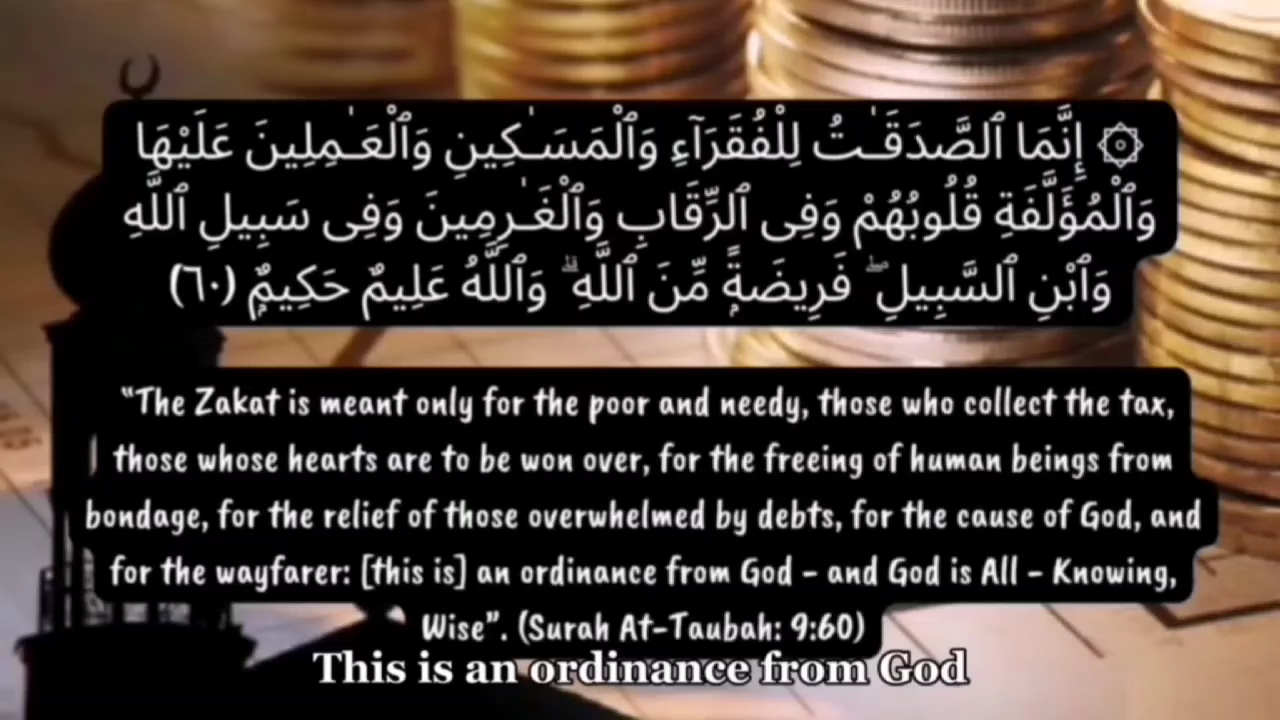 ۞ إِنَّمَا ٱلصَّدَقَـٰتُ لِلْفُقَرَآءِ وَٱلْمَسَـٰكِينِ وَٱلْعَـٰمِلِينَ عَلَيْهَا
وَٱلْمُؤَلَّفَةِ قُلُوبُهُمْ وَفِى ٱلرِّقَابِ وَٱلْغَـٰرِمِينَ وَفِى سَبِيلِ ٱللَّهِ
وَٱبْنِ ٱلسَّبِيلِ ۖ فَرِيضَةًۭ مِّنَ ٱللَّهِ ۗ وَٱللَّهُ عَلِيمٌ حَكِيمٌۭ (٦٠)
"The Zakat is meant only for the poor and needy, those who collect the tax,
those whose hearts are to be won over, for the freeing of human beings from
bondage, for the relief of those overwhelmed by debts, for the cause of God, and
for the wayfarer: [this is] an ordinance from God – and God is All – Knowing,
Wise". (Surah At-Taubah: 9:60)
This is an ordinance from God